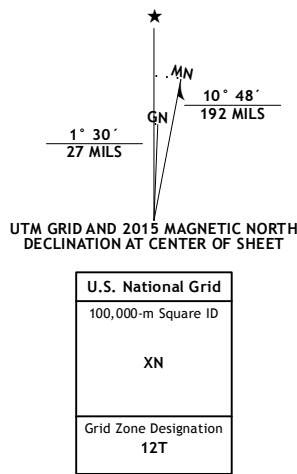 MN
GN
10° 48´
192 MILS
1° 30´
27 MILS
UTM GRID AND 2015 MAGNETIC NORTH
DECLINATION AT CENTER OF SHEET
U.S. National Grid
100,000-m Square ID
XN
Grid Zone Designation
12T